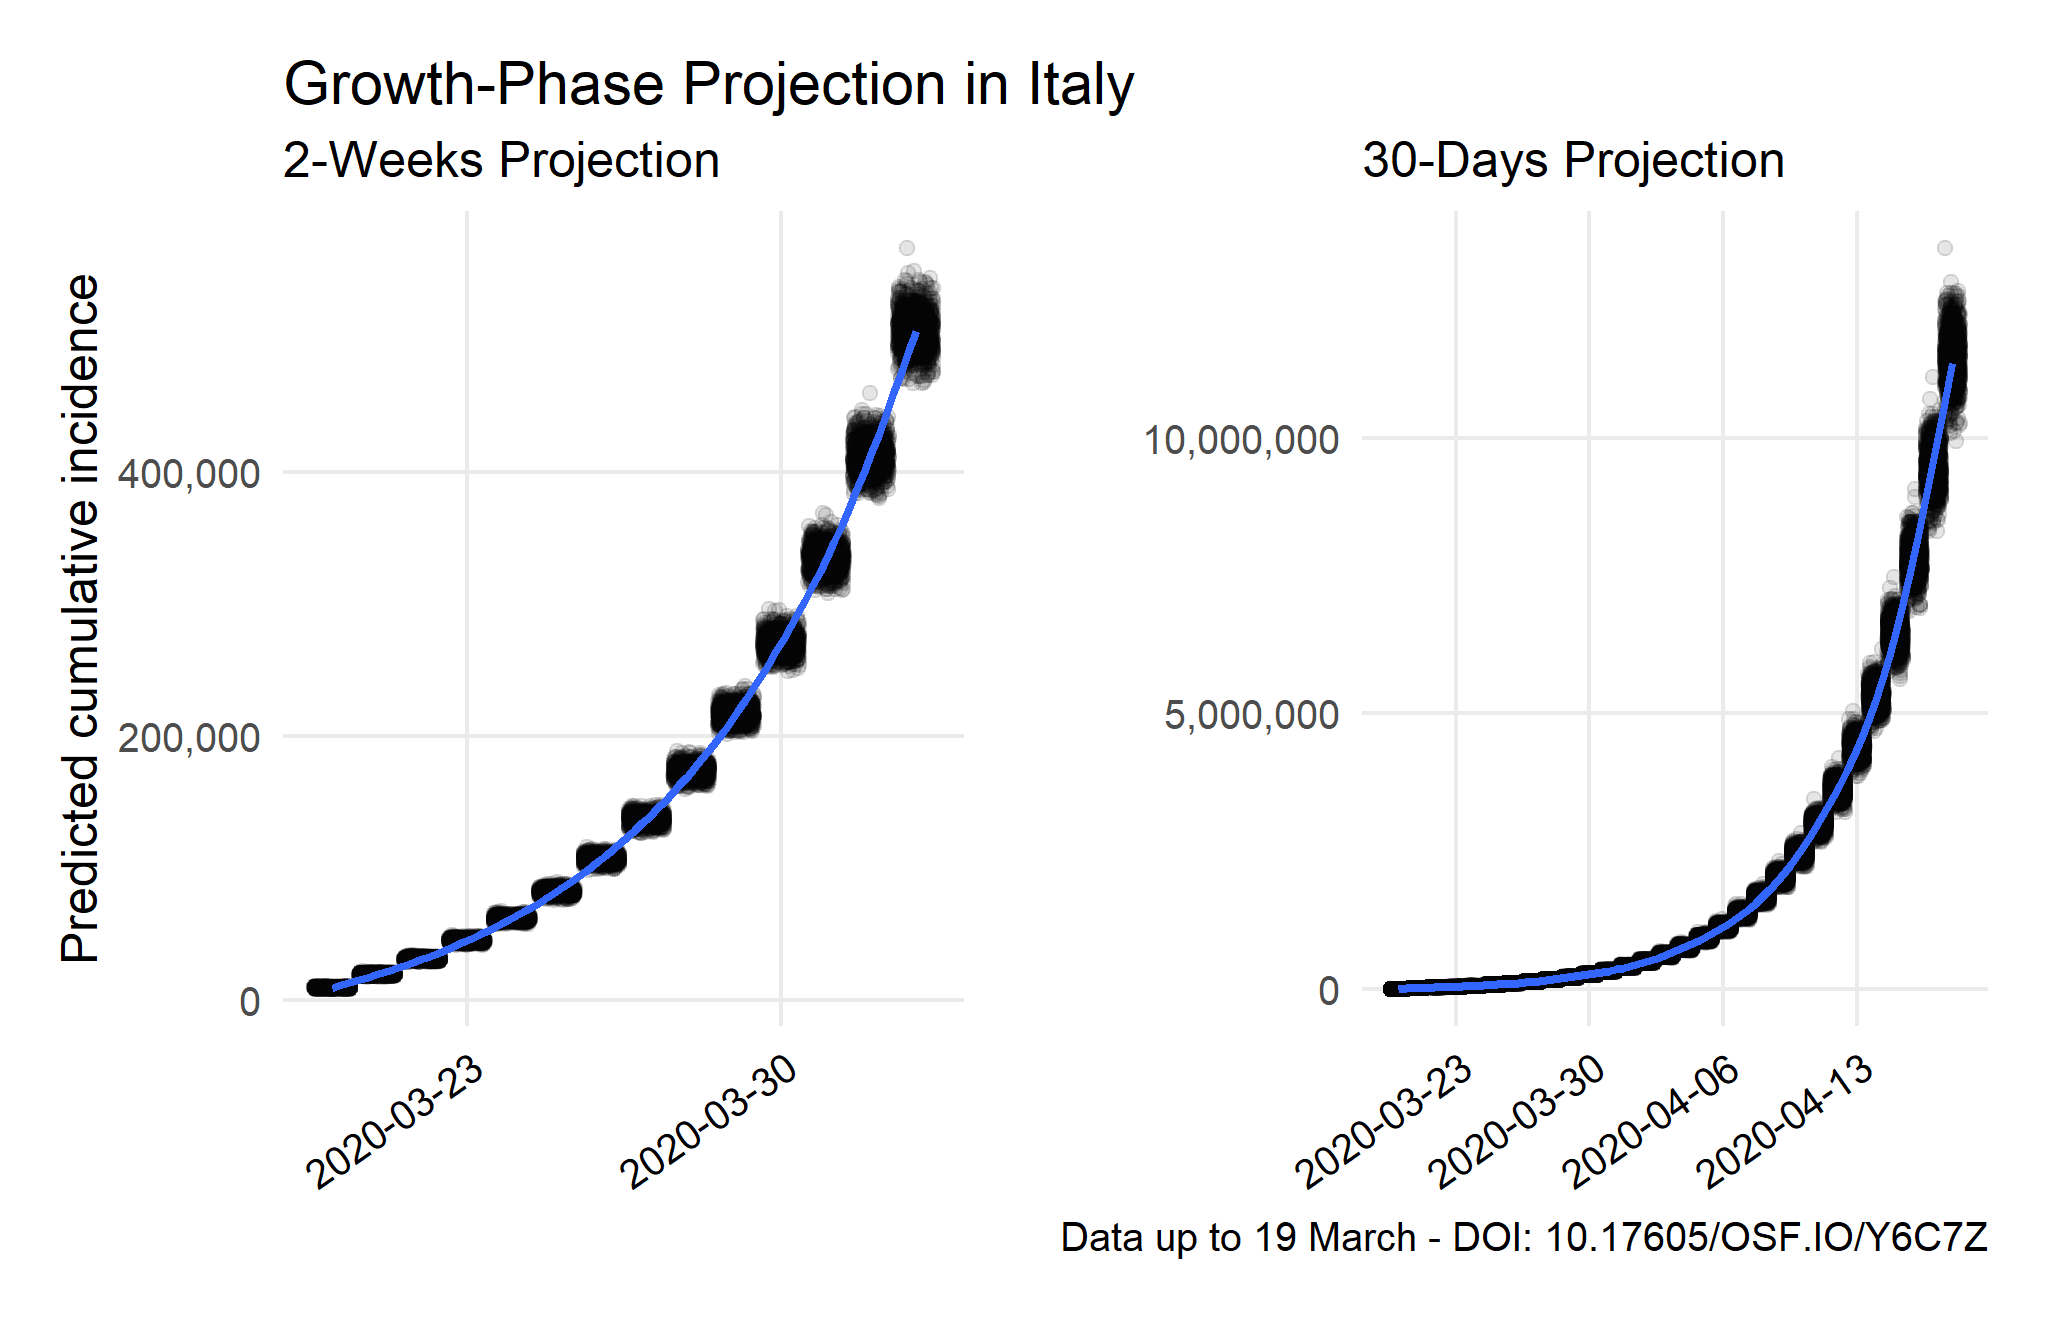 Growth-Phase Projection in Italy
2-Weeks Projection
30-Days Projection
Predicted cumulative incidence
400,000
200,000
0
2020-03-23
2020-03-30
10,000,000
5,000,000
0
2020-03-23
2020-03-30
2020-04-06
2020-04-13
Data up to 19 March - DOI: 10.17605/OSF.IO/Y6C7Z